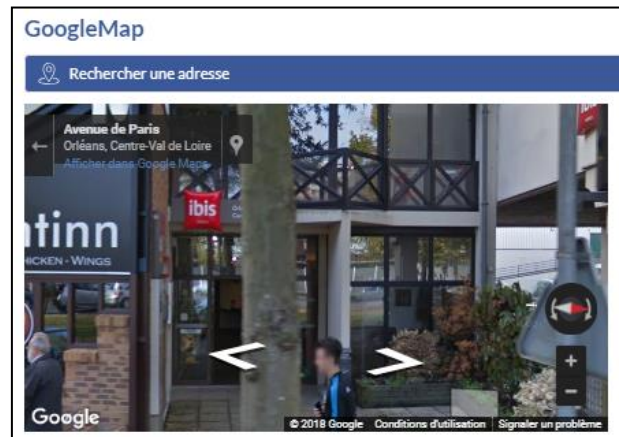 GoogleMap
Rechercher une adresse
Avenue de Paris
Orléans, Centre-Val de Loire
Afficher dans Google Maps
ibis
ntinn
HICKEN - WINGS
+
−
Google
© 2018 Google Conditions d'utilisation Signaler un problème